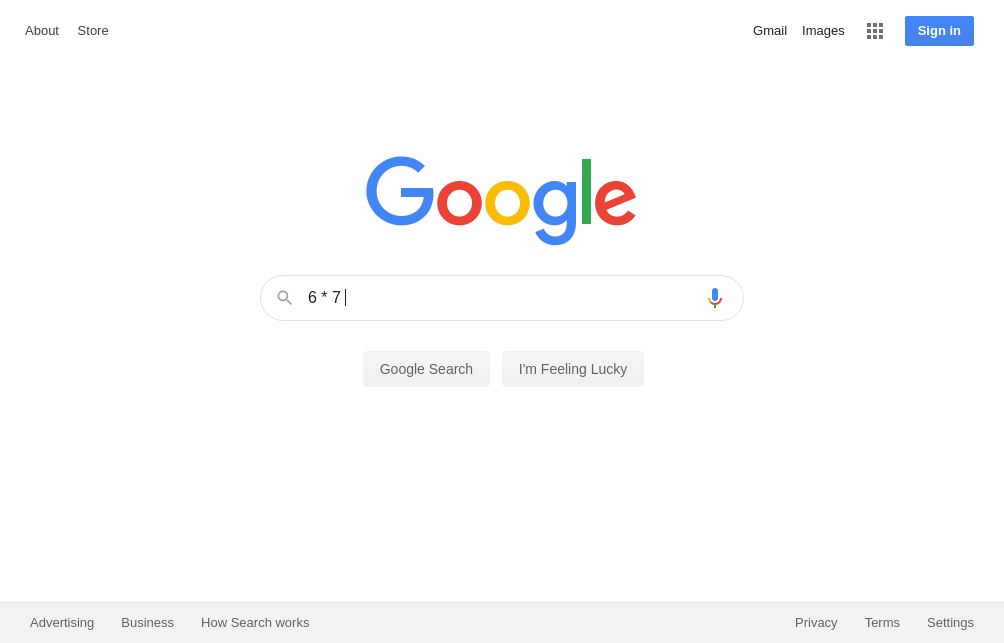 About Store Gmail Images Sign in
Google
6 * 7
Google Search I'm Feeling Lucky
Advertising Business How Search works Privacy Terms Settings